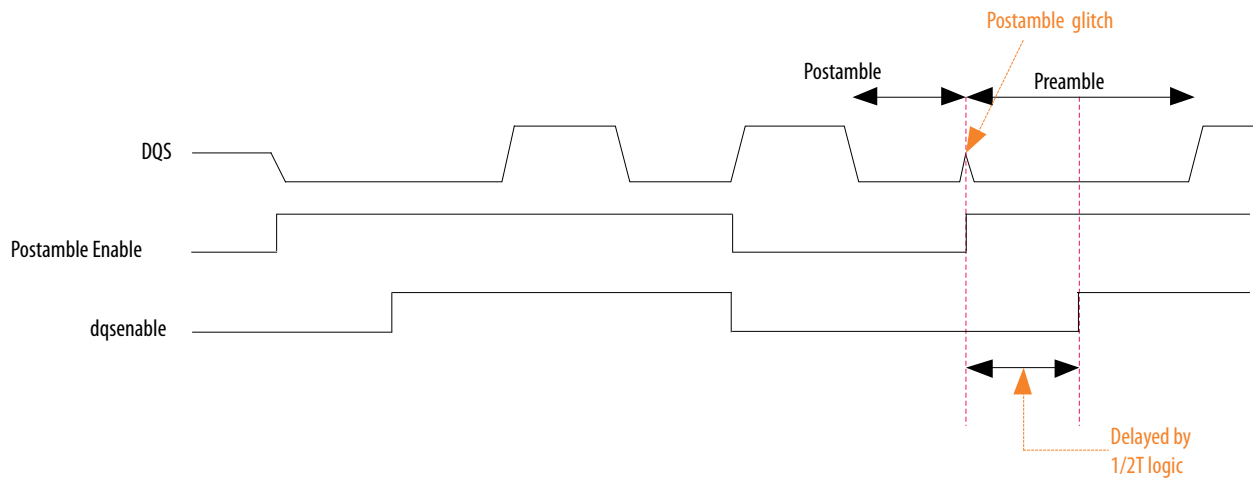 Postamble glitch
Postamble
Preamble
DQS
Postamble Enable
dqsenable
Delayed by
1/2T logic